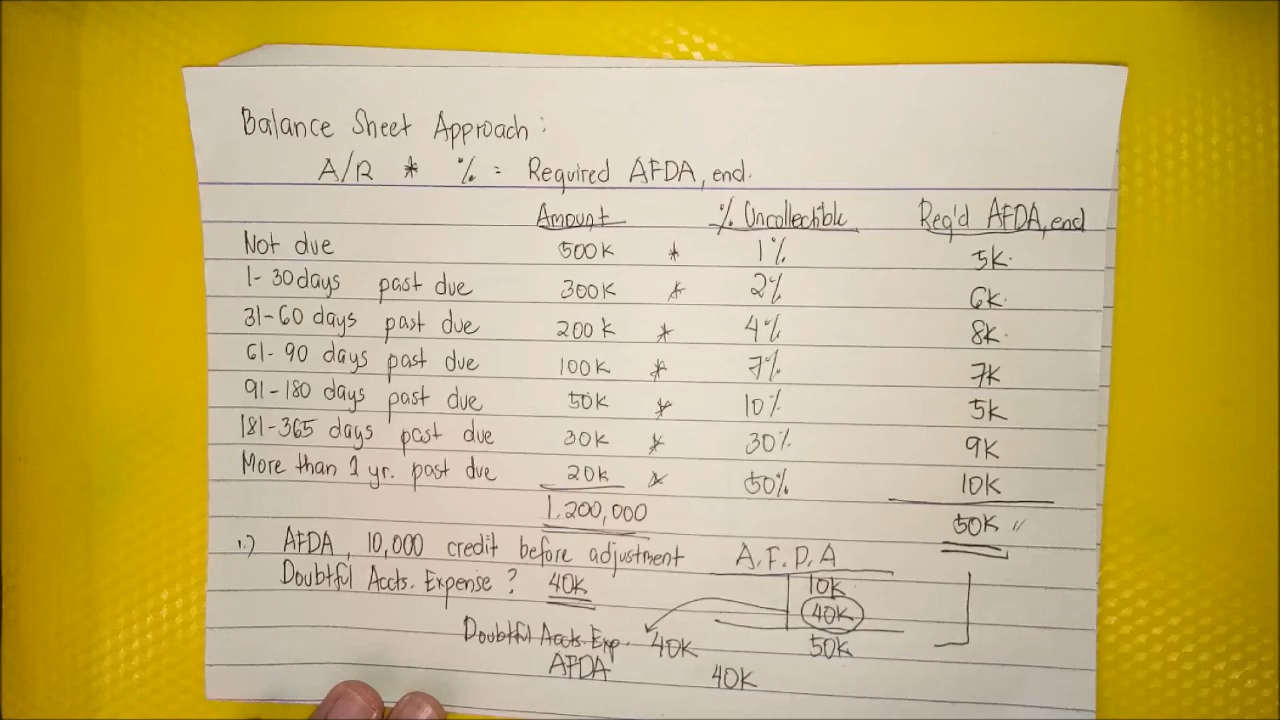 Balance Sheet Approach:
A/R * % = Required AFDA, end.
Amount % Uncollectible Req'd AFDA, end
Not due 500K * 1% 5K.
1-30 days past due 300K * 2% 6K.
31-60 days past due 200K * 4% 8K.
61-90 days past due 100K * 7% 7K
91-180 days past due 50K * 10% 5K
181-365 days past due 30K * 30% 9K
More than 1 yr. past due 20K * 50% 10K
1,200,000 50K //
1.) AFDA, 10,000 credit before adjustment A.F.D.A
Doubtful Accts. Expense? 40K 10K
40K
Doubtful Accts. Exp. 40K 50K
AFDA 40K